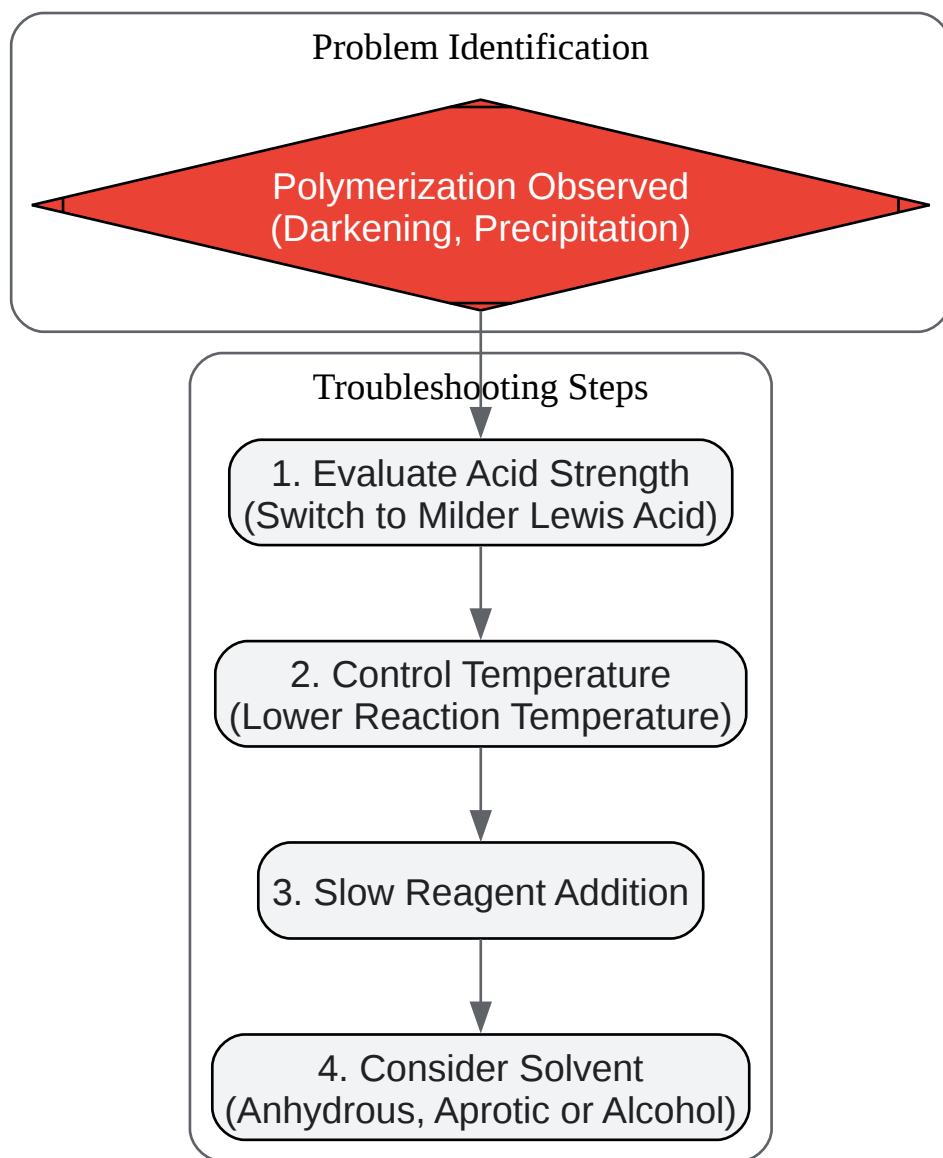 Problem Identification
Polymerization Observed
(Darkening, Precipitation)
Troubleshooting Steps
1. Evaluate Acid Strength
(Switch to Milder Lewis Acid)
2. Control Temperature
(Lower Reaction Temperature)
3. Slow Reagent Addition
4. Consider Solvent
(Anhydrous, Aprotic or Alcohol)